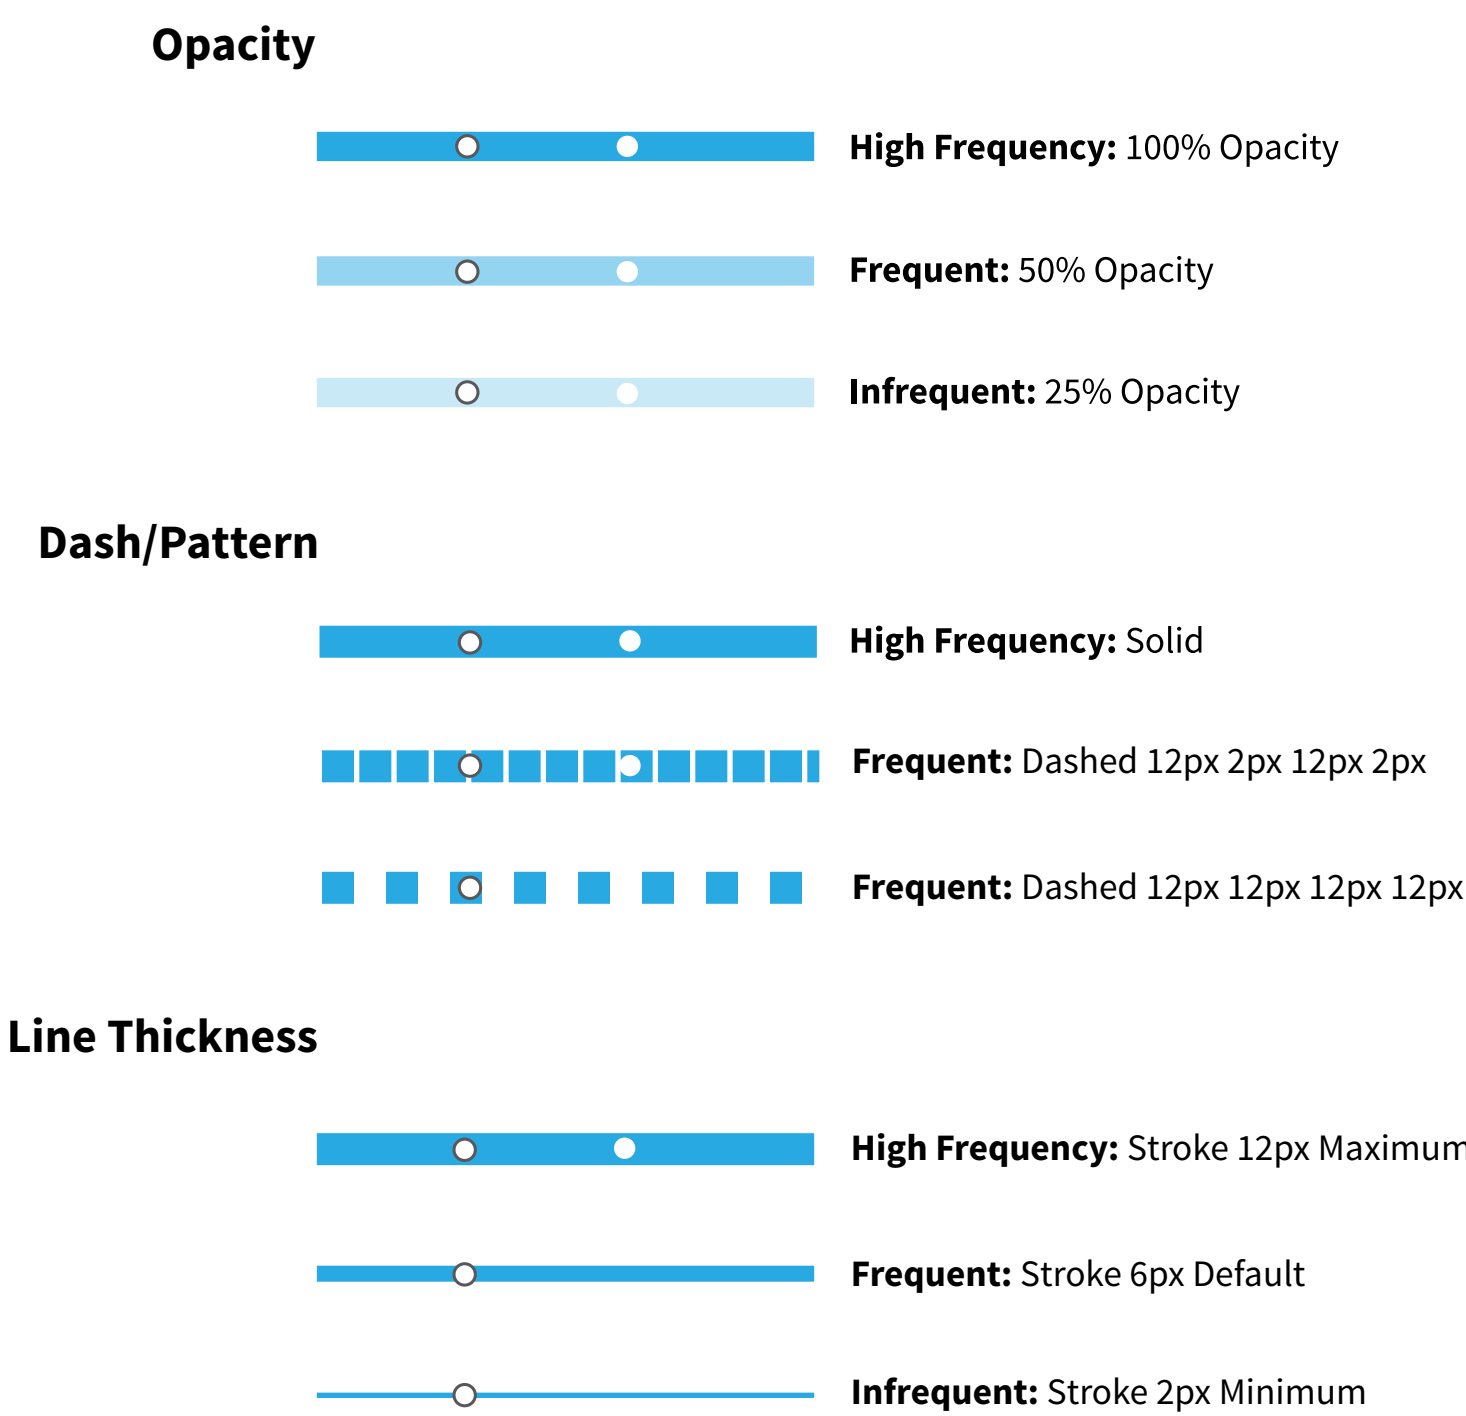 Opacity
High Frequency: 100% Opacity
Frequent: 50% Opacity
Infrequent: 25% Opacity
Dash/Pattern
High Frequency: Solid
Frequent: Dashed 12px 2px 12px 2px
Frequent: Dashed 12px 12px 12px 12px
Line Thickness
High Frequency: Stroke 12px Maximum
Frequent: Stroke 6px Default
Infrequent: Stroke 2px Minimum